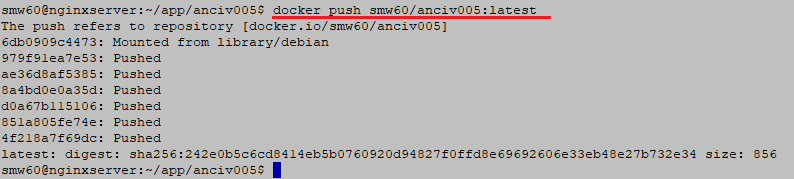 smw60@nginxserver:~/app/anciv005$ docker push smw60/anciv005:latest
The push refers to repository [docker.io/smw60/anciv005]
6db0909c4473: Mounted from library/debian
979f91ea7e53: Pushed
ae36d8af5385: Pushed
8a4bd0e0a35d: Pushed
d0a67b115106: Pushed
851a805fe74e: Pushed
4f218a7f69dc: Pushed
latest: digest: sha256:242e0b5c6cd8414eb5b0760920d94827f0ffd8e69692606e33eb48e27b732e34 size: 856
smw60@nginxserver:~/app/anciv005$